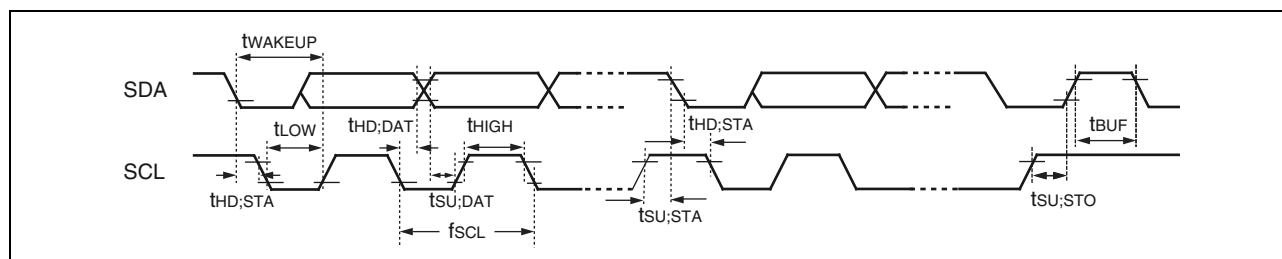 tWAKEUP
SDA
tLOW
tHD;DAT
tHIGH
tHD;STA
tBUF
SCL
tHD;STA
tSU;DAT
tSU;STA
tSU;STO
fSCL